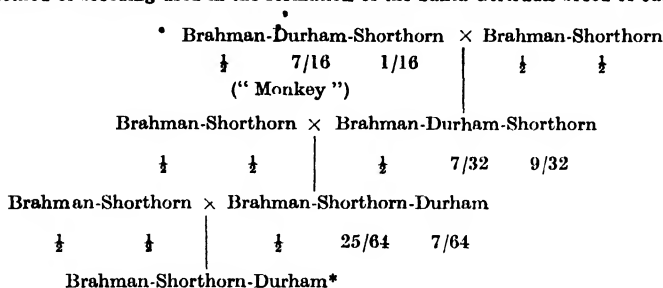 Brahman-Durham-Shorthorn × Brahman-Shorthorn
½ 7/16 1/16 ½ ½
(“ Monkey ”)
Brahman-Shorthorn × Brahman-Durham-Shorthorn
½ ½ ½ 7/32 9/32
Brahman-Shorthorn × Brahman-Shorthorn-Durham
½ ½ ½ 25/64 7/64
Brahman-Shorthorn-Durham*